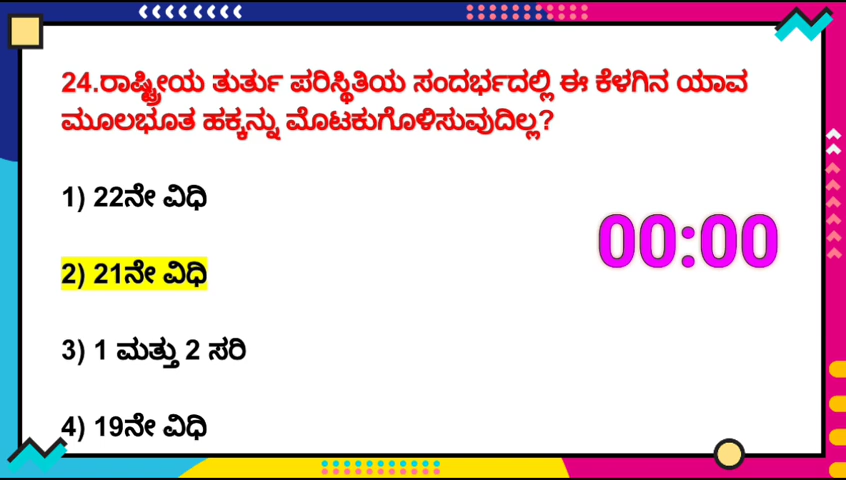 24.ರಾಷ್ಟ್ರೀಯ ತುರ್ತು ಪರಿಸ್ಥಿತಿಯ ಸಂದರ್ಭದಲ್ಲಿ ಈ ಕೆಳಗಿನ ಯಾವ
ಮೂಲಭೂತ ಹಕ್ಕನ್ನು ಮೊಟಕುಗೊಳಿಸುವುದಿಲ್ಲ?
1) 22ನೇ ವಿಧಿ
00:00
2) 21ನೇ ವಿಧಿ
3) 1 ಮತ್ತು 2 ಸರಿ
4) 19ನೇ ವಿಧಿ